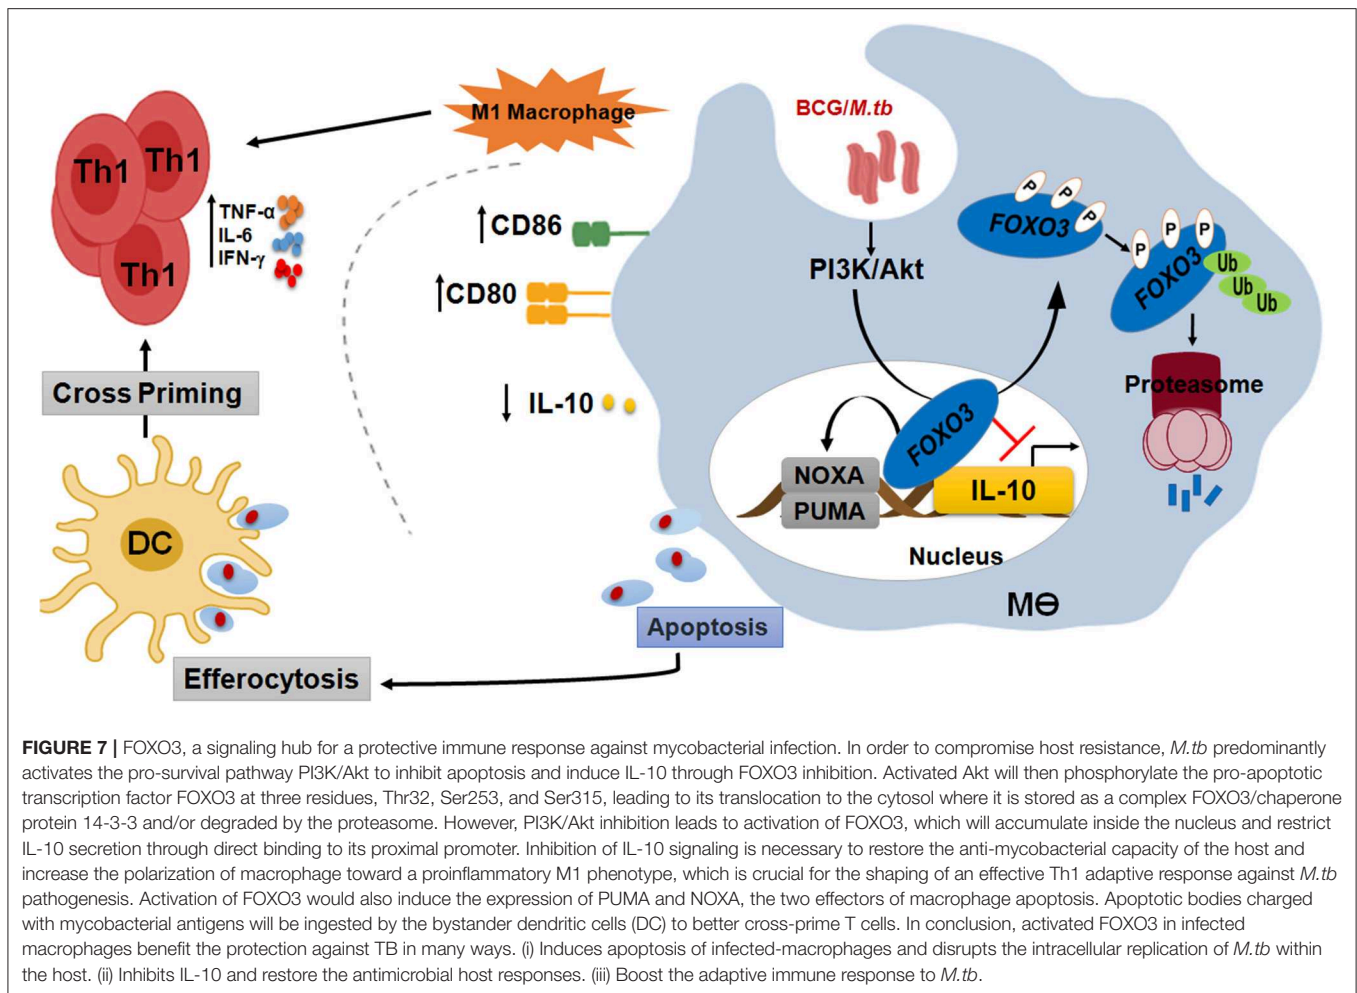 M1 Macrophage
BCG/M.tb
Th1
Th1
Th1
TNF-α
IL-6
IFN-γ
CD86
CD80
IL-10
PI3K/Akt
P
P
P
FOXO3
P
P
P
FOXO3
Ub
Ub
Ub
Proteasome
FOXO3
NOXA
PUMA
IL-10
Nucleus
MӨ
Cross Priming
DC
Apoptosis
Efferocytosis
FIGURE 7 | FOXO3, a signaling hub for a protective immune response against mycobacterial infection. In order to compromise host resistance, M.tb predominantly
activates the pro-survival pathway PI3K/Akt to inhibit apoptosis and induce IL-10 through FOXO3 inhibition. Activated Akt will then phosphorylate the pro-apoptotic
transcription factor FOXO3 at three residues, Thr32, Ser253, and Ser315, leading to its translocation to the cytosol where it is stored as a complex FOXO3/chaperone
protein 14-3-3 and/or degraded by the proteasome. However, PI3K/Akt inhibition leads to activation of FOXO3, which will accumulate inside the nucleus and restrict
IL-10 secretion through direct binding to its proximal promoter. Inhibition of IL-10 signaling is necessary to restore the anti-mycobacterial capacity of the host and
increase the polarization of macrophage toward a proinflammatory M1 phenotype, which is crucial for the shaping of an effective Th1 adaptive response against M.tb
pathogenesis. Activation of FOXO3 would also induce the expression of PUMA and NOXA, the two effectors of macrophage apoptosis. Apoptotic bodies charged
with mycobacterial antigens will be ingested by the bystander dendritic cells (DC) to better cross-prime T cells. In conclusion, activated FOXO3 in infected
macrophages benefit the protection against TB in many ways. (i) Induces apoptosis of infected-macrophages and disrupts the intracellular replication of M.tb within
the host. (ii) Inhibits IL-10 and restore the antimicrobial host responses. (iii) Boost the adaptive immune response to M.tb.